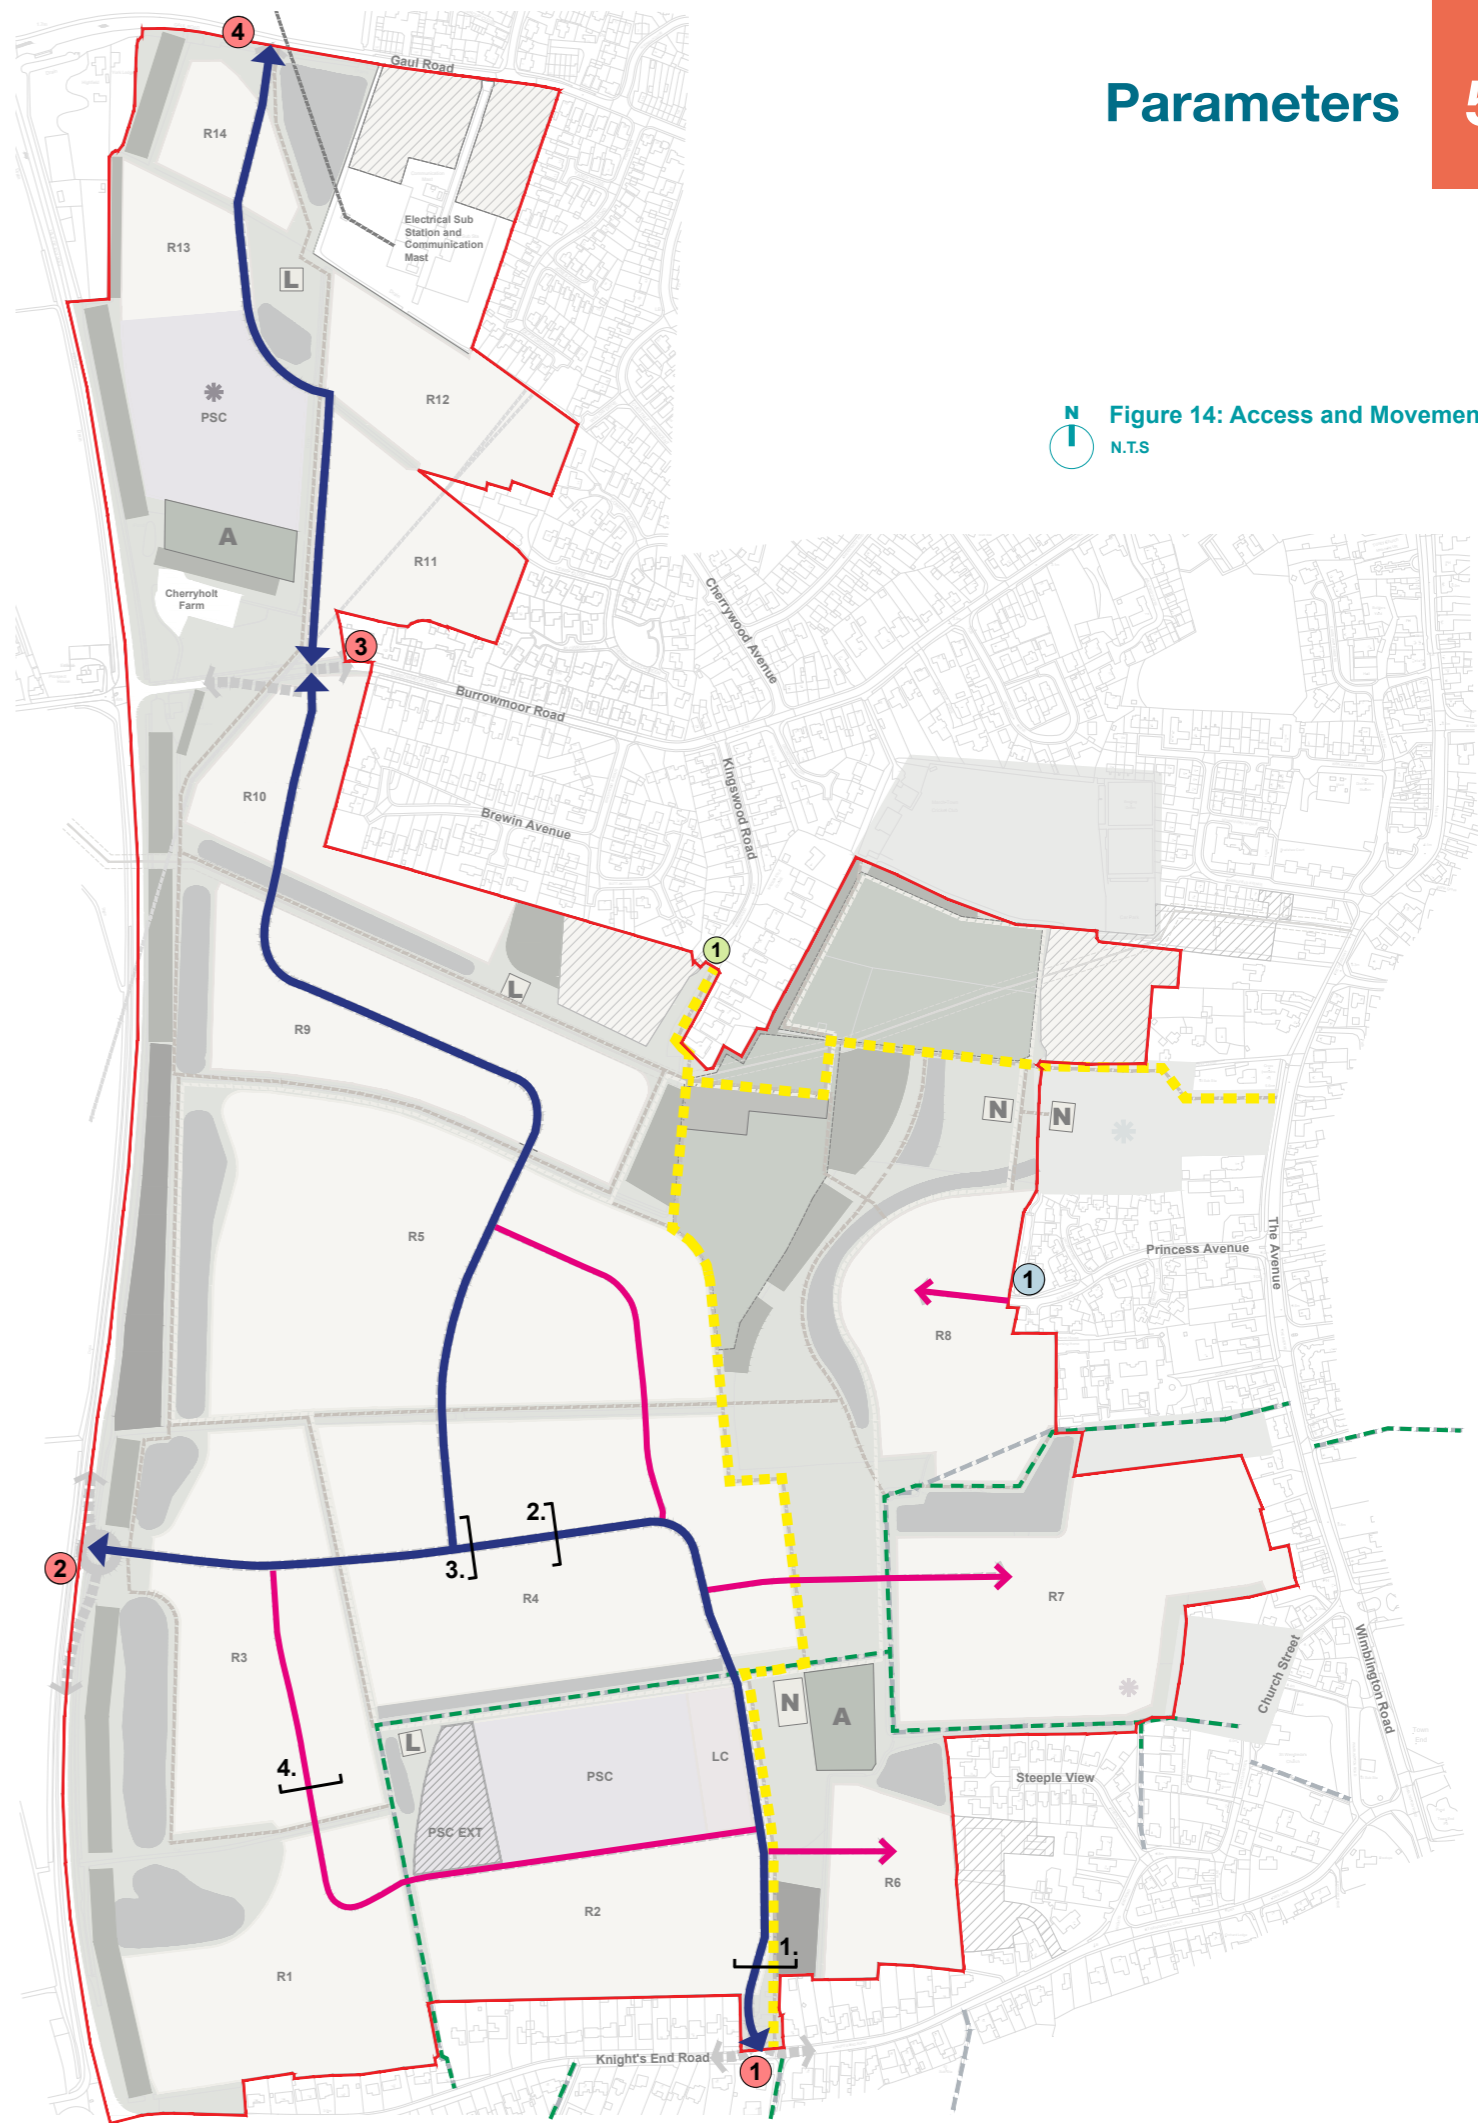 Parameters
5
Figure 14: Access and Movemen
N
N.T.S
4
Gaul Road
R14
Electrical Sub
Station and
Communication
Mast
R13
L
R12
PSC
A
R11
Cherryholt
Farm
3
Cherrywood Avenue
Burrowmoor Road
Kingswood Road
R10
Brewin Avenue
1
L
R9
N
N
R5
Princess Avenue
The Avenue
1
R8
2.
3.
2
R4
R7
R3
Church Street
Wimblington Road
N
A
L
LC
PSC
4.
Steeple View
PSC EXT
R6
R2
1.
R1
Knight's End Road
1